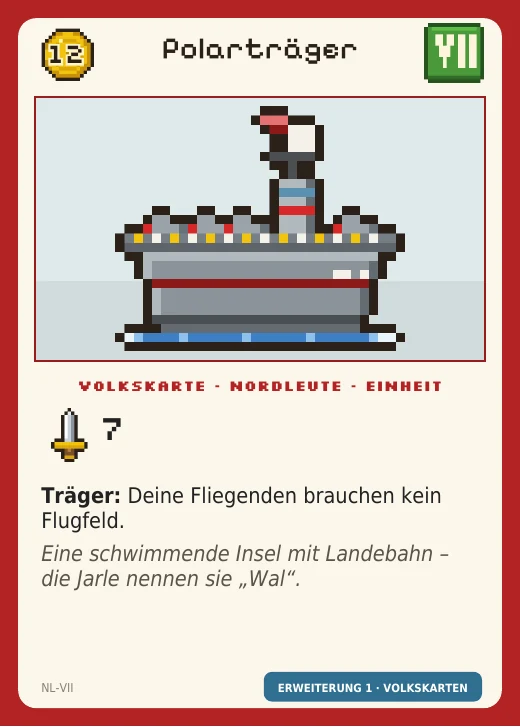 12
Polarträger
VII
VOLKSKARTE - NORDLEUTE - EINHEIT
7
Träger: Deine Fliegenden brauchen kein
Flugfeld.
Eine schwimmende Insel mit Landebahn –
die Jarle nennen sie „Wal“.
NL-VII
ERWEITERUNG 1 · VOLKSKARTEN